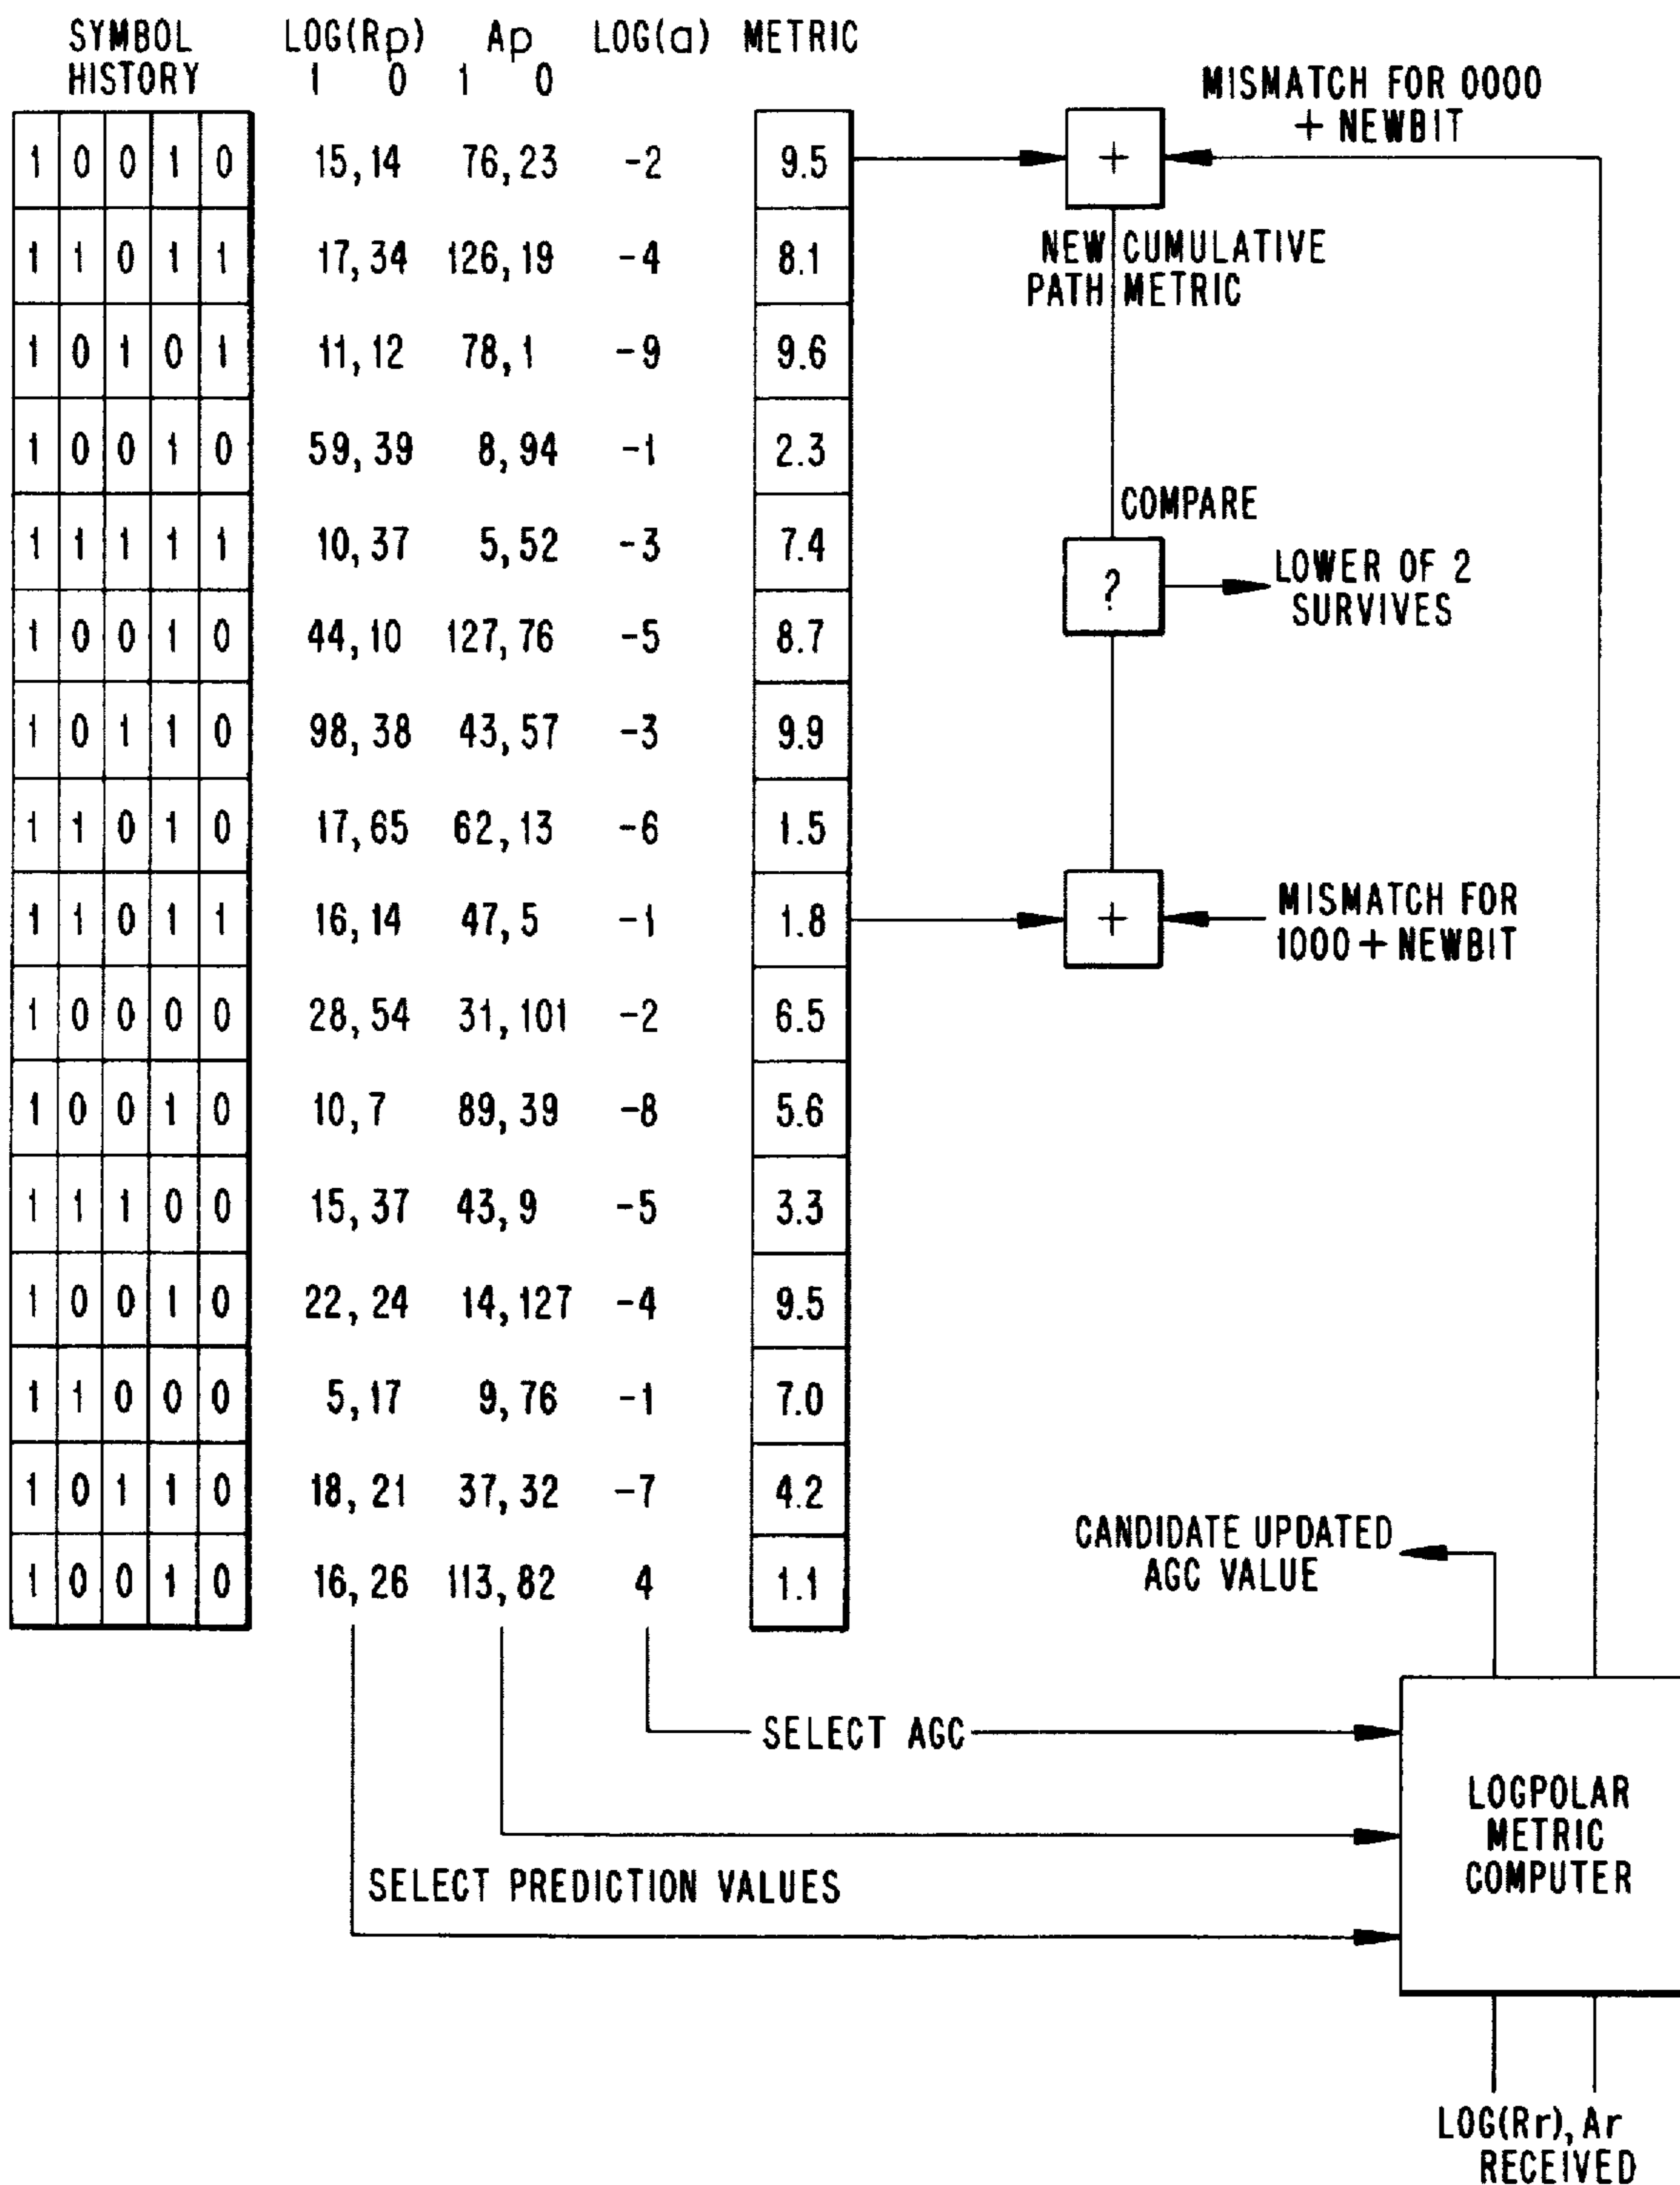 SYMBOL HISTORY LOG(Rp) Ap LOG(a) METRIC
1 0 1 0
1 0 0 1 0 15,14 76,23 -2 9.5
1 1 0 1 1 17,34 126,19 -4 8.1
1 0 1 0 1 11,12 78,1 -9 9.6
1 0 0 1 0 59,39 8,94 -1 2.3
1 1 1 1 1 10,37 5,52 -3 7.4
1 0 0 1 0 44,10 127,76 -5 8.7
1 0 1 1 0 98,38 43,57 -3 9.9
1 1 0 1 0 17,65 62,13 -6 1.5
1 1 0 1 1 16,14 47,5 -1 1.8
1 0 0 0 0 28,54 31,101 -2 6.5
1 0 0 1 0 10,7 89,39 -8 5.6
1 1 1 0 0 15,37 43,9 -5 3.3
1 0 0 1 0 22,24 14,127 -4 9.5
1 1 0 0 0 5,17 9,76 -1 7.0
1 0 1 1 0 18,21 37,32 -7 4.2
1 0 0 1 0 16,26 113,82 4 1.1
MISMATCH FOR 0000
+ NEWBIT
+
NEW CUMULATIVE
PATH METRIC
COMPARE
?
LOWER OF 2
SURVIVES
+
MISMATCH FOR
1000 + NEWBIT
CANDIDATE UPDATED
AGC VALUE
SELECT AGC
SELECT PREDICTION VALUES
LOGPOLAR
METRIC
COMPUTER
LOG(Rr), Ar
RECEIVED